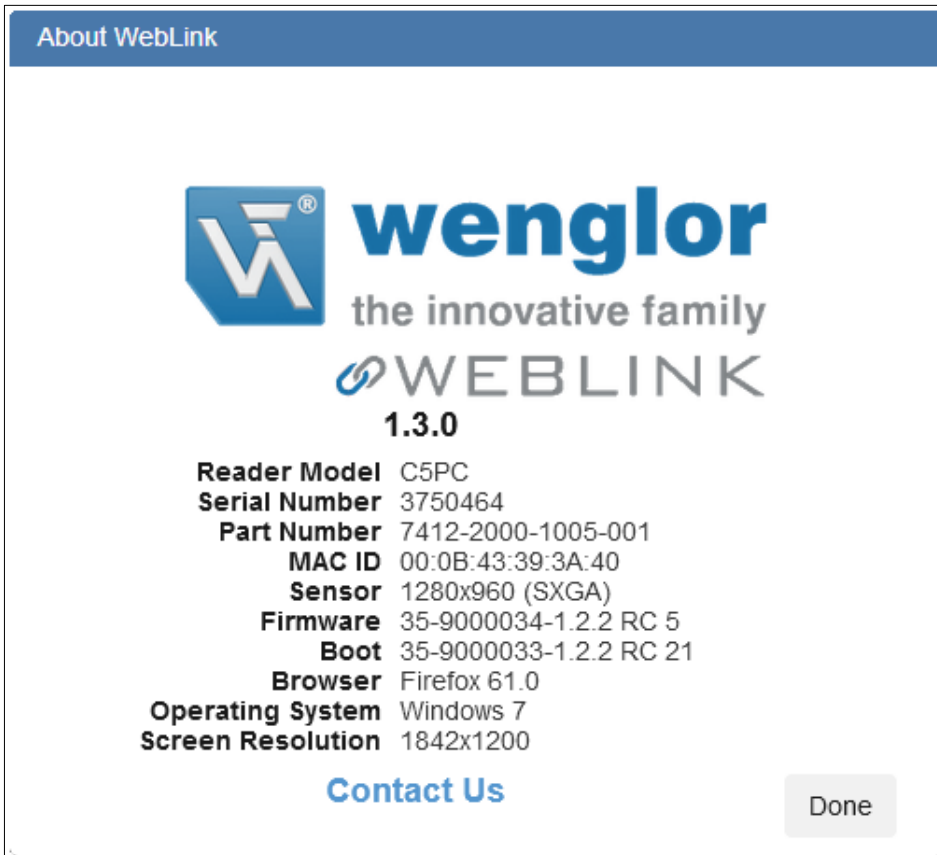 About WebLink
®
wenglor
the innovative family
WEBLINK
1.3.0
Reader Model C5PC
Serial Number 3750464
Part Number 7412-2000-1005-001
MAC ID 00:0B:43:39:3A:40
Sensor 1280x960 (SXGA)
Firmware 35-9000034-1.2.2 RC 5
Boot 35-9000033-1.2.2 RC 21
Browser Firefox 61.0
Operating System Windows 7
Screen Resolution 1842x1200
Contact Us
Done